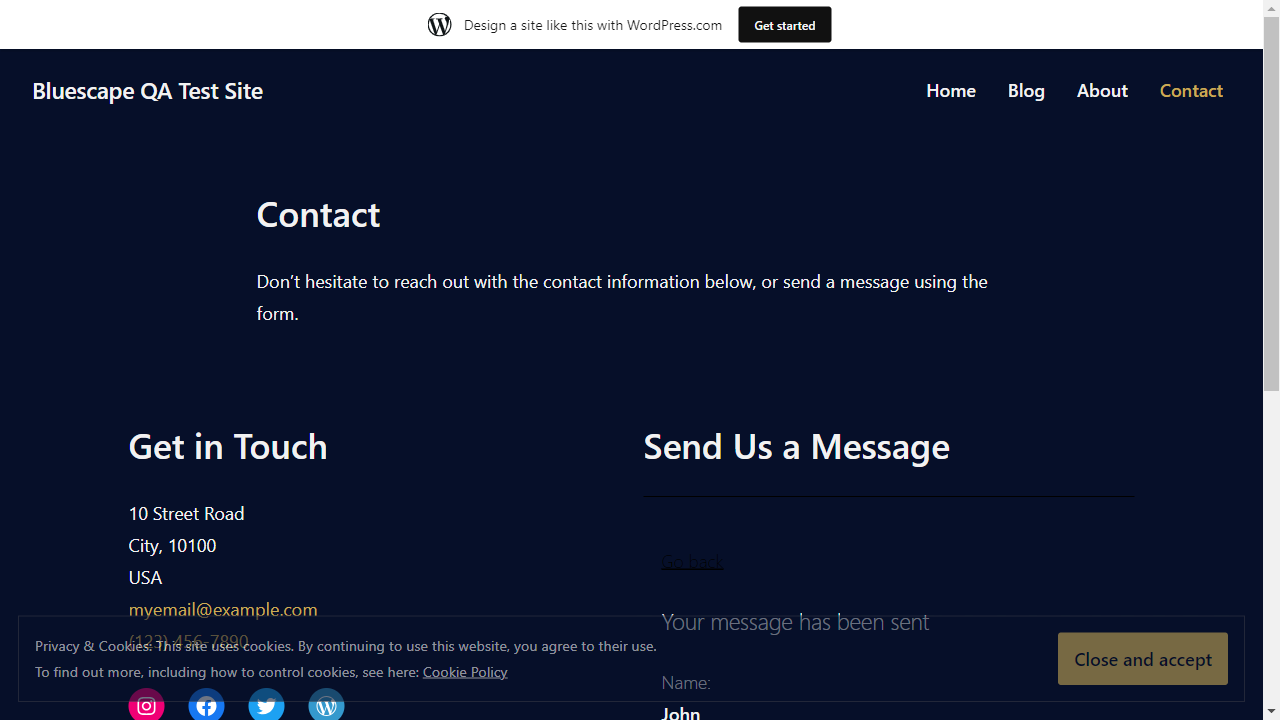 Design a site like this with WordPress.com
Get started
Bluescape QA Test Site
Home
Blog
About
Contact
Contact
Don’t hesitate to reach out with the contact information below, or send a message using the
form.
Get in Touch
10 Street Road
City, 10100
USA
myemail@example.com
(123) 456-7890
Send Us a Message
Go back
Your message has been sent
Name:
John
Privacy & Cookies: This site uses cookies. By continuing to use this website, you agree to their use.
To find out more, including how to control cookies, see here: Cookie Policy
Close and accept